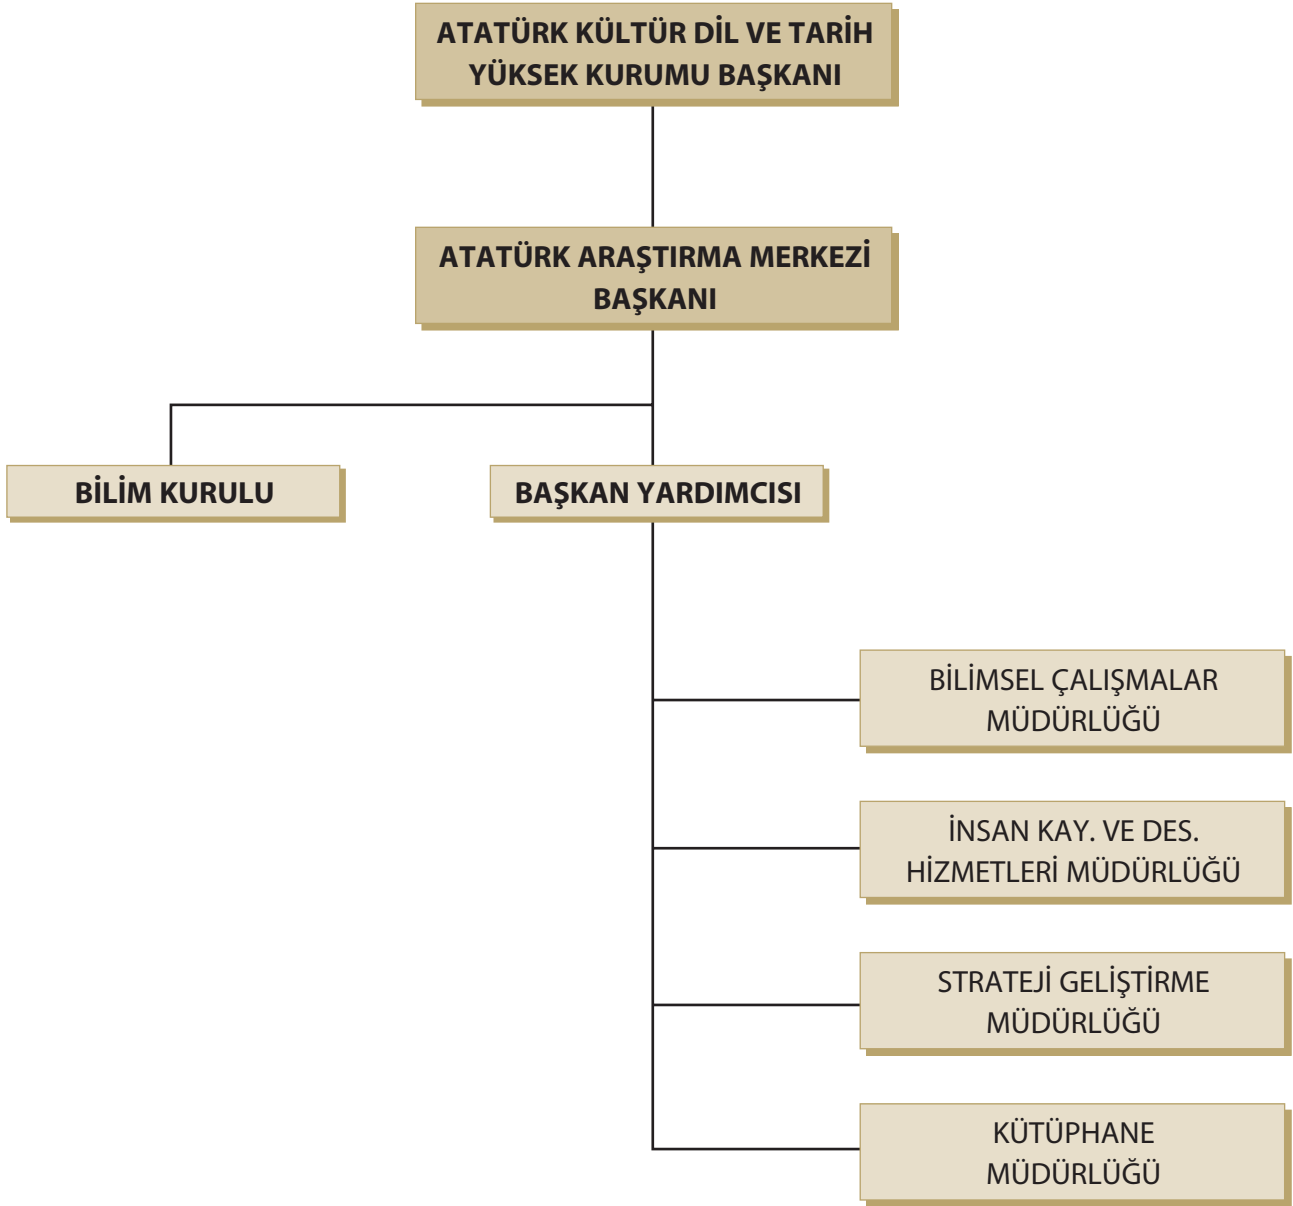 ATATÜRK KÜLTÜR DİL VE TARİH
YÜKSEK KURUMU BAŞKANI
ATATÜRK ARAŞTIRMA MERKEZİ
BAŞKANI
BİLİM KURULU
BAŞKAN YARDIMCISI
BİLİMSEL ÇALIŞMALAR
MÜDÜRLÜĞÜ
İNSAN KAY. VE DES.
HİZMETLERİ MÜDÜRLÜĞÜ
STRATEJİ GELİŞTİRME
MÜDÜRLÜĞÜ
KÜTÜPHANE
MÜDÜRLÜĞÜ